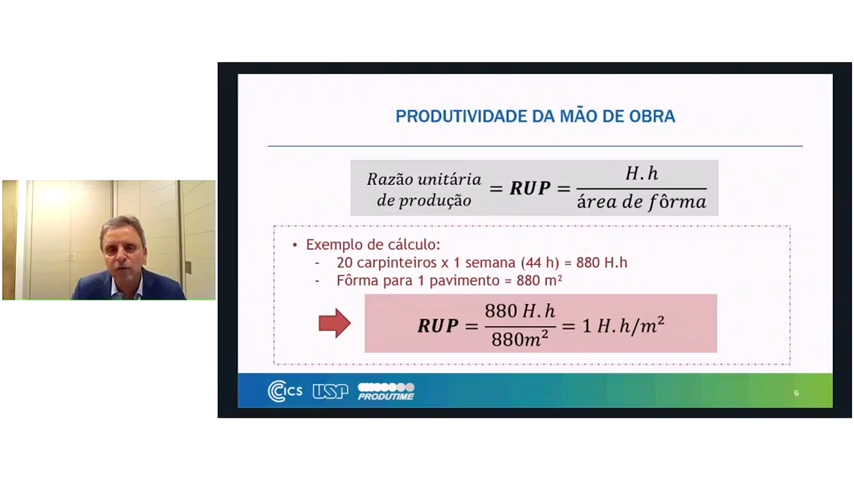 PRODUTIVIDADE DA MÃO DE OBRA
Razão unitária
de produção = RUP = H.h
área de fôrma
• Exemplo de cálculo:
- 20 carpinteiros x 1 semana (44 h) = 880 H.h
- Fôrma para 1 pavimento = 880 m²
RUP = 880 H.h
880m² = 1 H.h/m²
CICS USP PRODUTIME
5